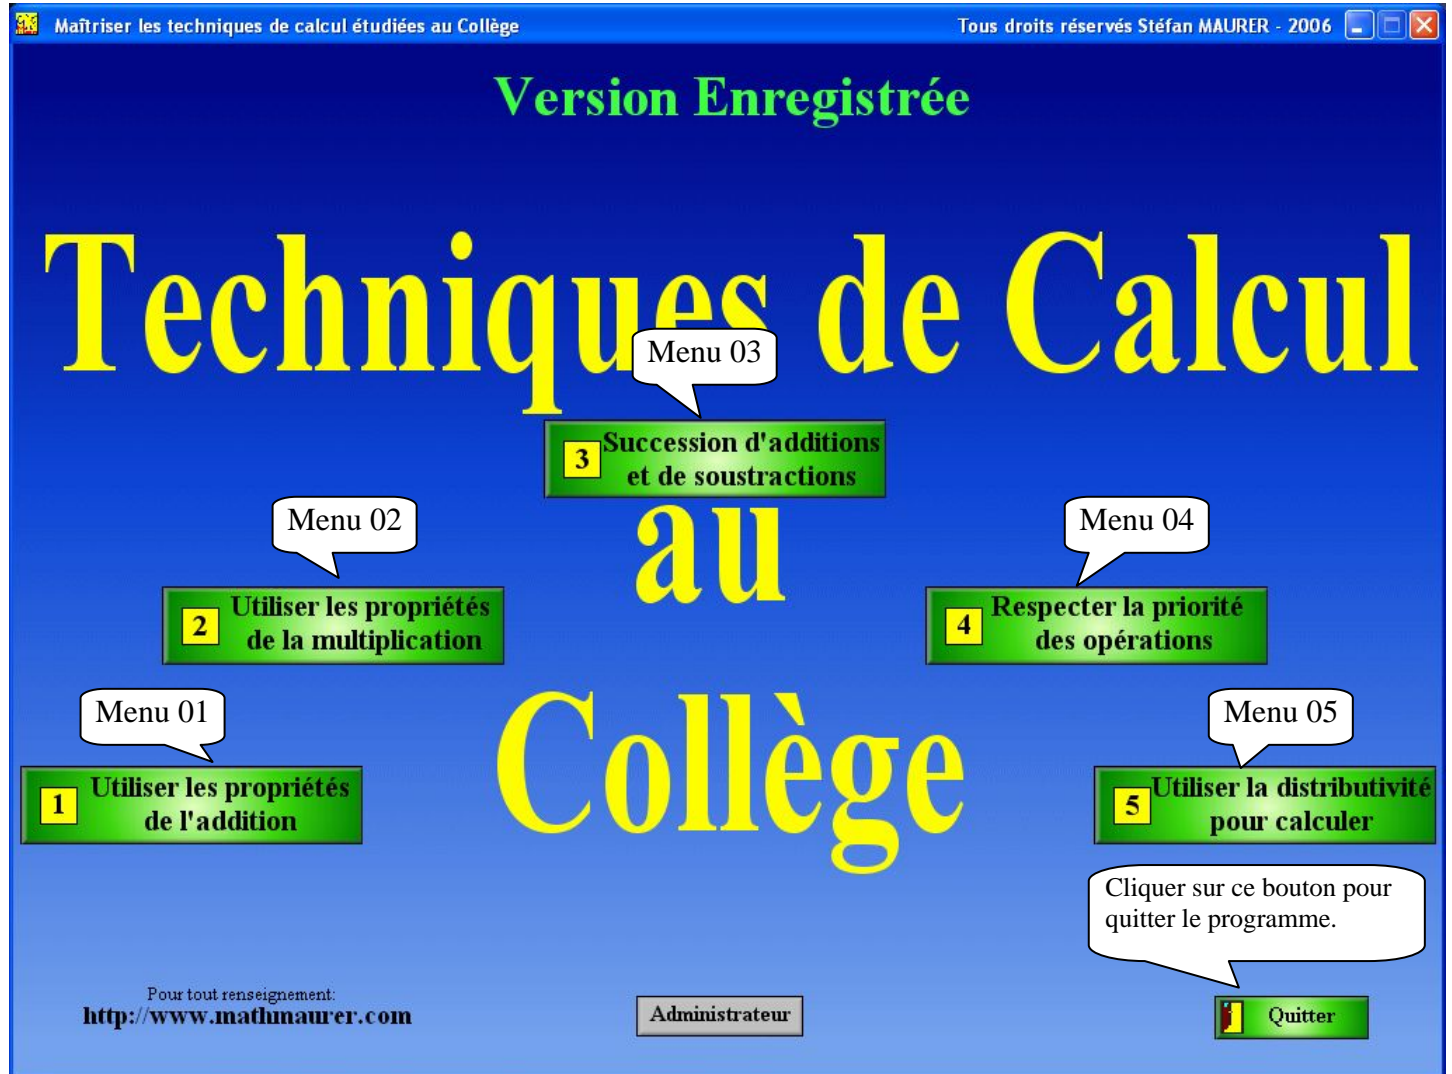 Maîtriser les techniques de calcul étudiées au Collège
Tous droits réservés Stéfan MAURER - 2006
Version Enregistrée
Techniques de Calcul
Menu 03
3 Succession d'additions
et de soustractions
au
Menu 02
2 Utiliser les propriétés
de la multiplication
Menu 04
4 Respecter la priorité
des opérations
Collège
Menu 01
1 Utiliser les propriétés
de l'addition
Menu 05
5 Utiliser la distributivité
pour calculer
Cliquer sur ce bouton pour
quitter le programme.
Pour tout renseignement:
http://www.mathmaurer.com
Administrateur
Quitter